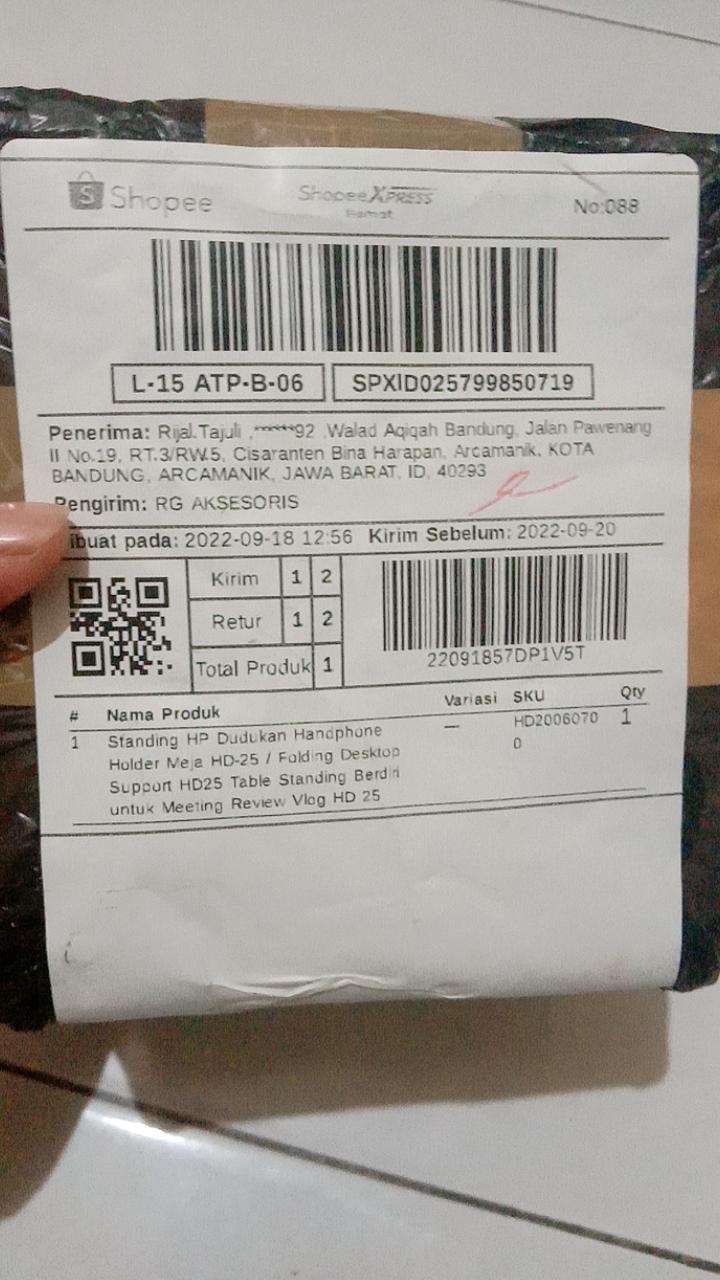 Shopee
Shopee XPRESS
Hemat
No:088
L-15 ATP-B-06
SPXID025799850719
Penerima: Rijal.Tajuli ,******92 ,Walad Aqiqah Bandung, Jalan Pawenang
II No.19, RT.3/RW.5, Cisaranten Bina Harapan, Arcamanik, KOTA
BANDUNG, ARCAMANIK, JAWA BARAT, ID, 40293
Pengirim: RG AKSESORIS
ibuat pada: 2022-09-18 12:56 Kirim Sebelum: 2022-09-20
Kirim 1 2
Retur 1 2
Total Produk 1
22091857DP1V5T
# Nama Produk Variasi SKU Qty
1 Standing HP Dudukan Handphone — HD2006070 1
Holder Meja HD-25 / Folding Desktop 0
Support HD25 Table Standing Berdiri
untuk Meeting Review Vlog HD 25